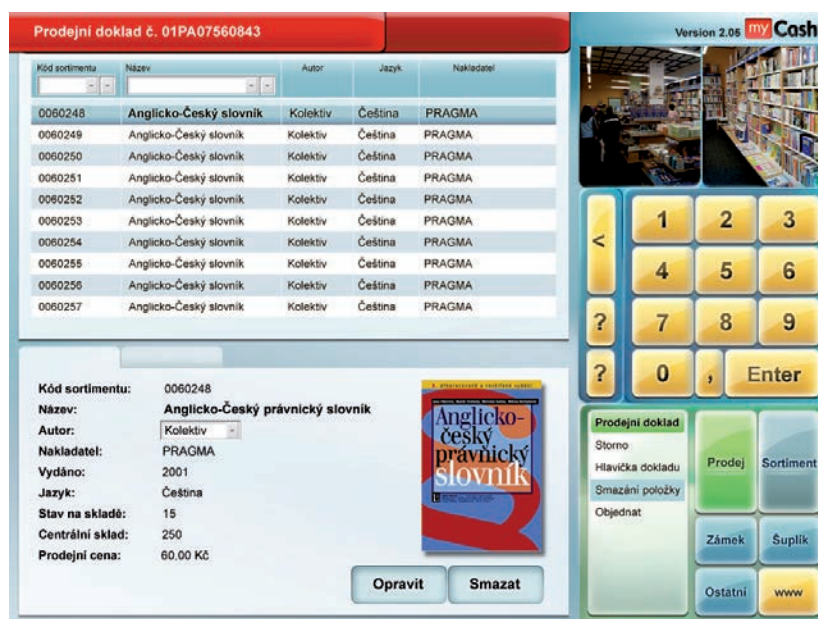 Prodejní doklad č. 01PA07560843
Version 2.05 my Cash
Kód sortimentu Název Autor Jazyk Nakladatel
0060248 Anglicko-Český slovník Kolektiv Čeština PRAGMA
0060249 Anglicko-Český slovník Kolektiv Čeština PRAGMA
0060250 Anglicko-Český slovník Kolektiv Čeština PRAGMA
0060251 Anglicko-Český slovník Kolektiv Čeština PRAGMA
0060252 Anglicko-Český slovník Kolektiv Čeština PRAGMA
0060253 Anglicko-Český slovník Kolektiv Čeština PRAGMA
0060254 Anglicko-Český slovník Kolektiv Čeština PRAGMA
0060255 Anglicko-Český slovník Kolektiv Čeština PRAGMA
0060256 Anglicko-Český slovník Kolektiv Čeština PRAGMA
0060257 Anglicko-Český slovník Kolektiv Čeština PRAGMA
Kód sortimentu: 0060248
Název: Anglicko-Český právnický slovník
Autor: Kolektiv
Nakladatel: PRAGMA
Vydáno: 2001
Jazyk: Čeština
Stav na skladě: 15
Centrální sklad: 250
Prodejní cena: 60.00 Kč
Anglicko-
český
právnický
slovník
Opravit Smazat
< 1 2 3
4 5 6
? 7 8 9
? 0 , Enter
Prodejní doklad
Storno
Hlavička dokladu
Smazání položky
Objednat
Prodej Sortiment
Zámek Šuplík
Ostatní www